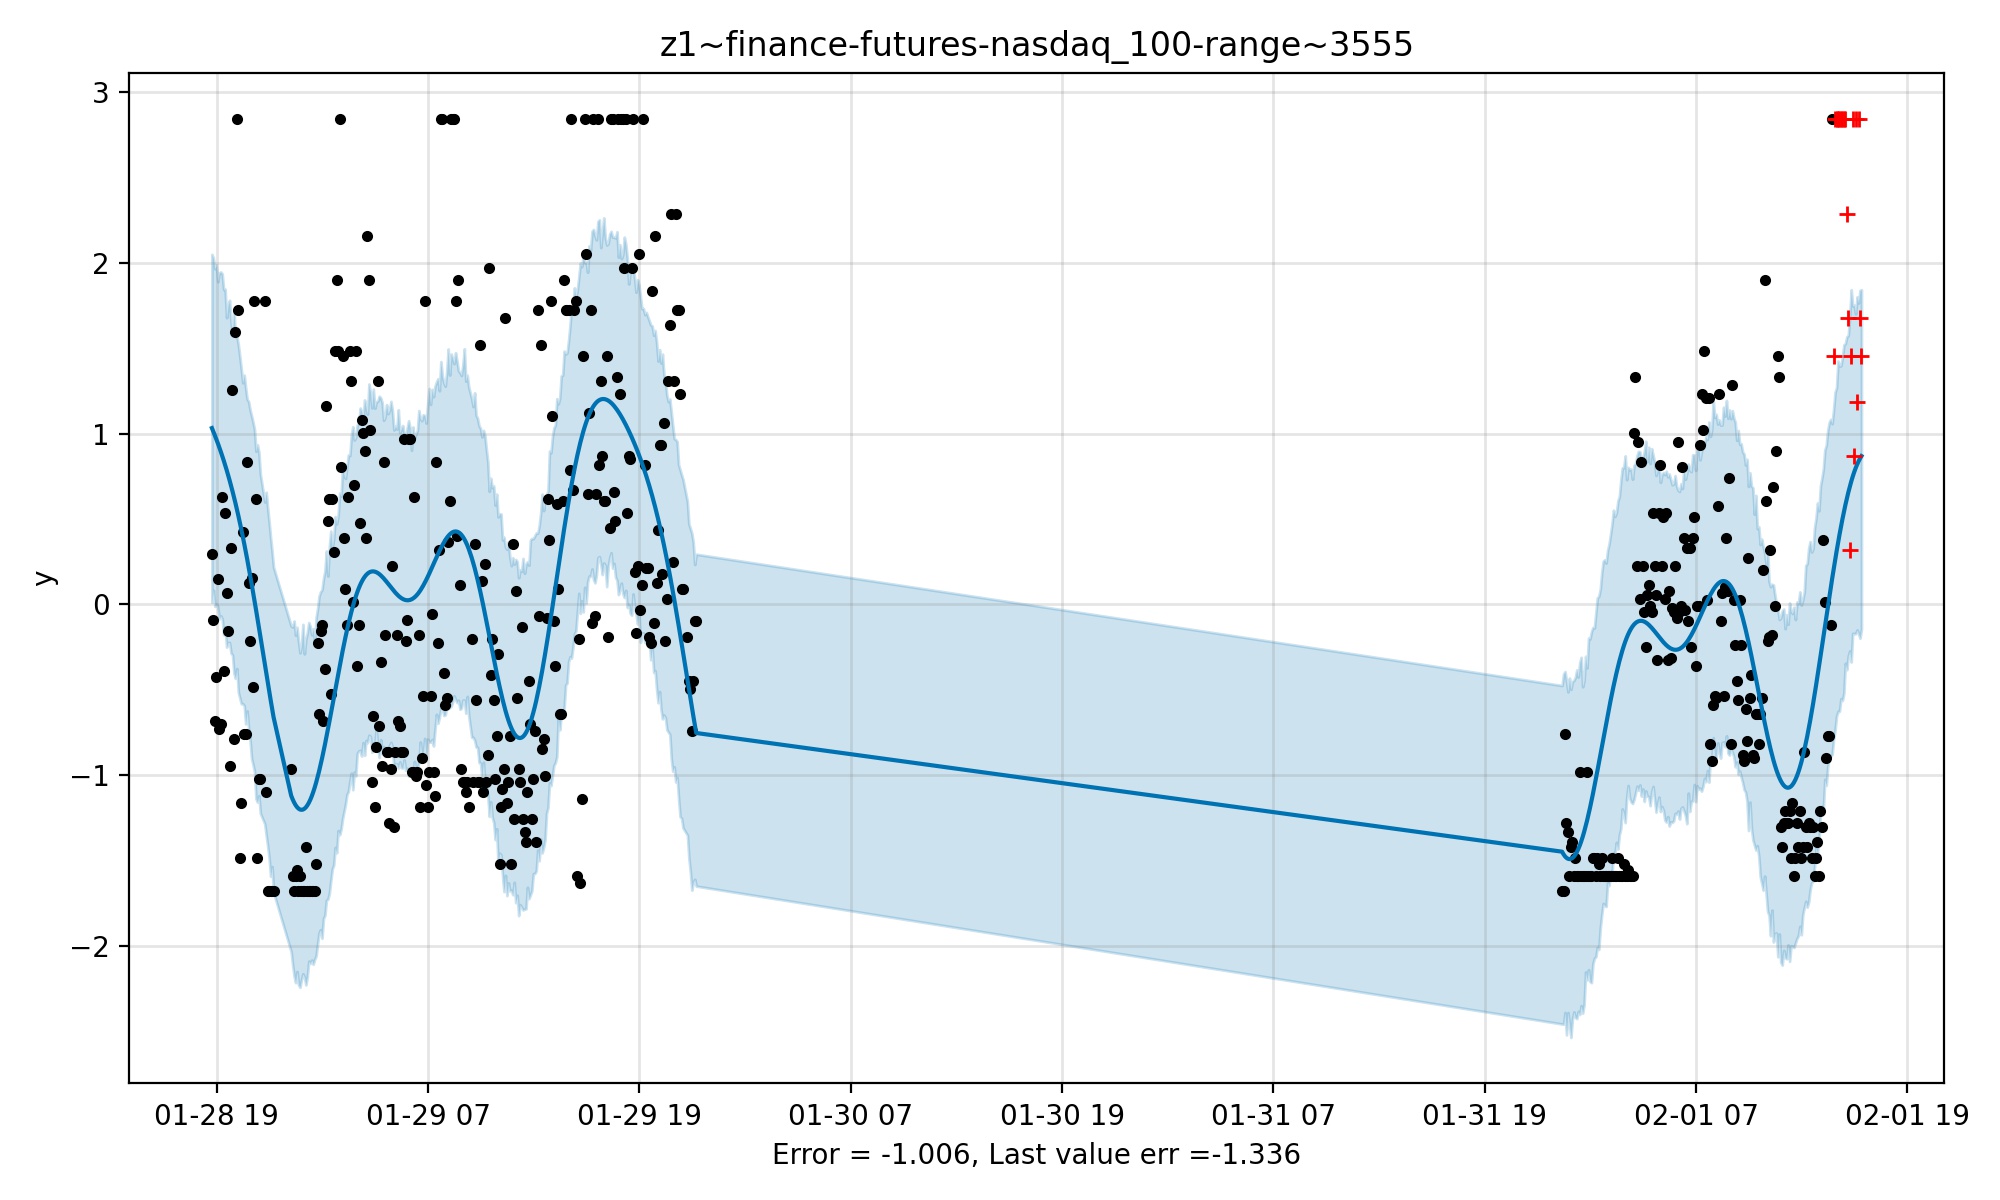 z1~finance-futures-nasdaq_100-range~3555
y
3
2
1
0
−1
−2
01-28 19 01-29 07 01-29 19 01-30 07 01-30 19 01-31 07 01-31 19 02-01 07 02-01 19
Error = -1.006, Last value err =-1.336